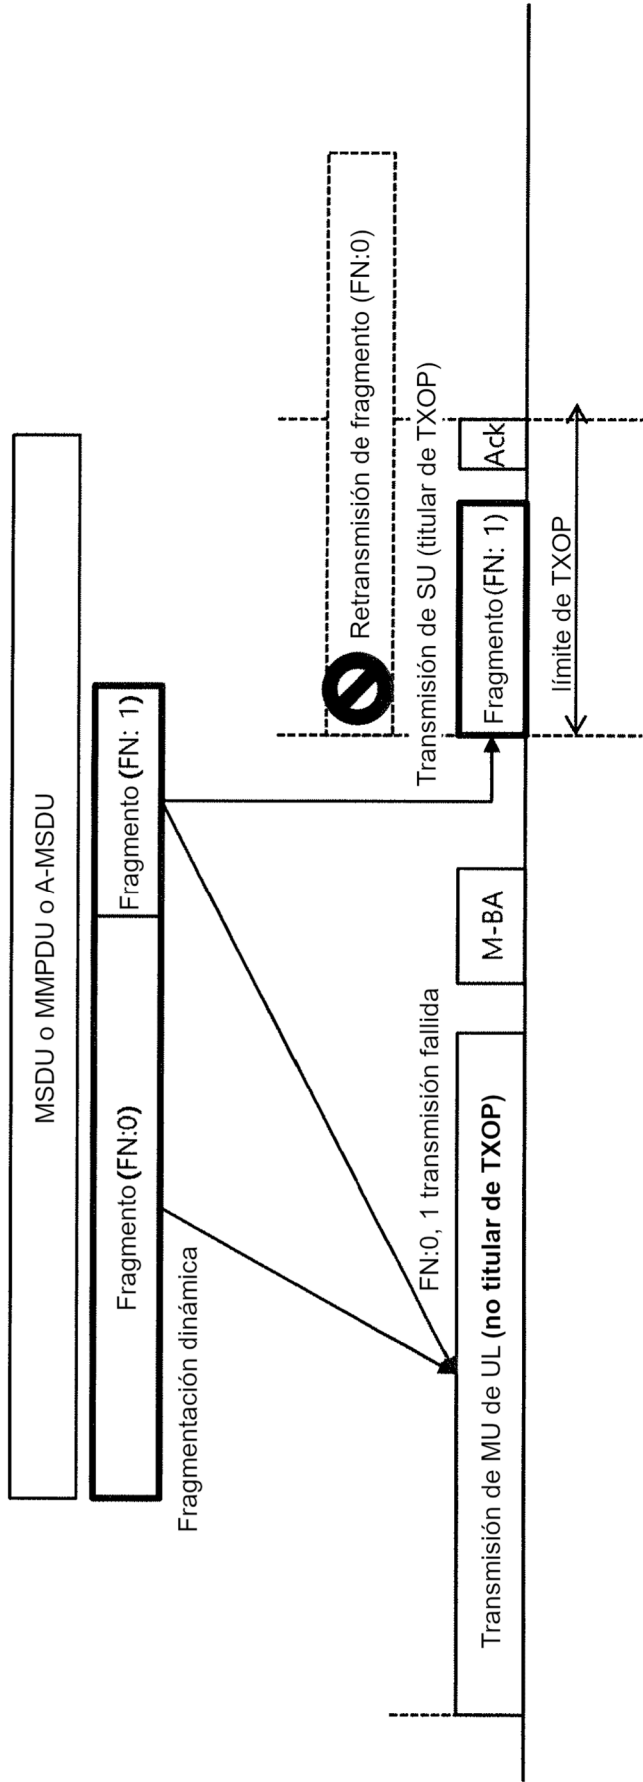 MSDU o MMPDU o A-MSDU
Fragmento (FN:0)
Fragmento (FN: 1)
Fragmentación dinámica
Retransmisión de fragmento (FN:0)
FN:0, 1 transmisión fallida
Transmisión de SU (titular de TXOP)
Transmisión de MU de UL (no titular de TXOP)
M-BA
Fragmento(FN: 1)
Ack
límite de TXOP